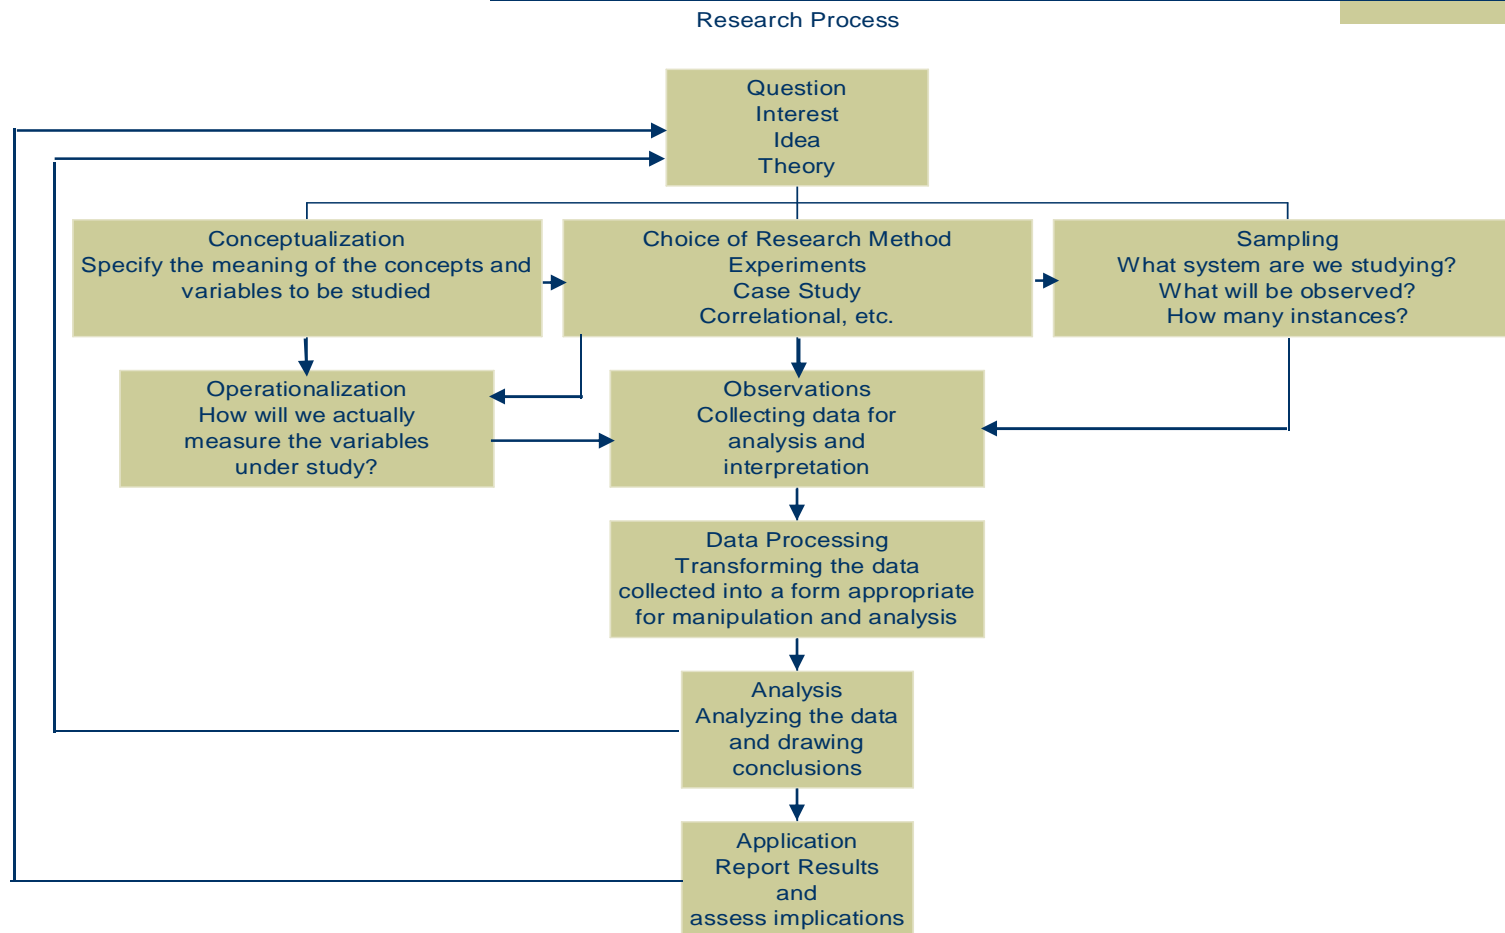 Research Process
Question
Interest
Idea
Theory
Conceptualization
Specify the meaning of the concepts and
variables to be studied
Choice of Research Method
Experiments
Case Study
Correlational, etc.
Sampling
What system are we studying?
What will be observed?
How many instances?
Operationalization
How will we actually
measure the variables
under study?
Observations
Collecting data for
analysis and
interpretation
Data Processing
Transforming the data
collected into a form appropriate
for manipulation and analysis
Analysis
Analyzing the data
and drawing
conclusions
Application
Report Results
and
assess implications